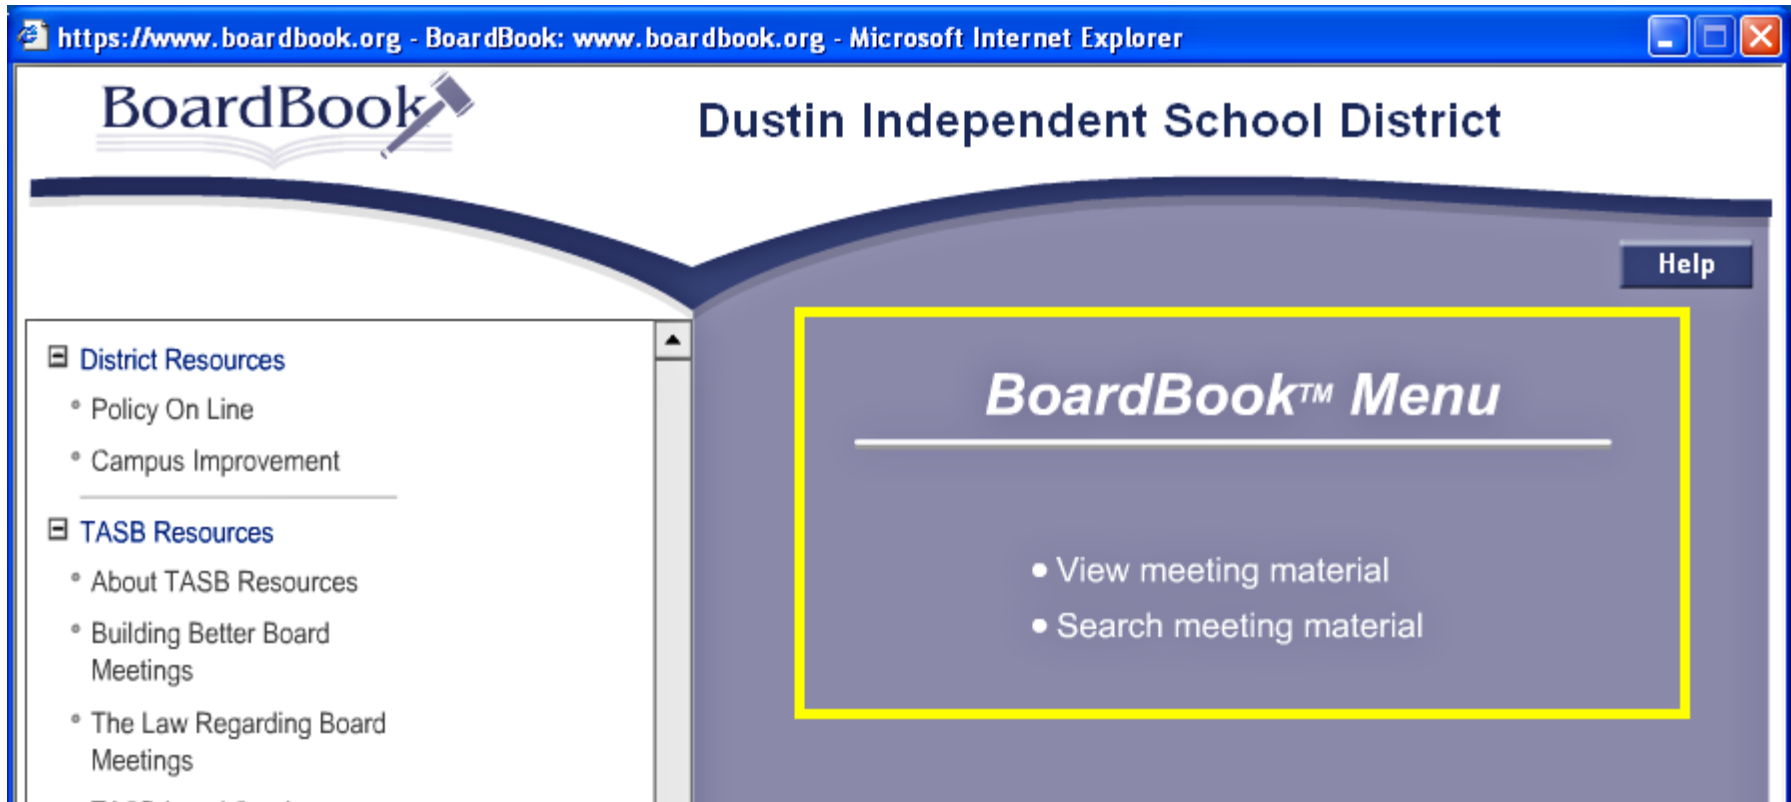 https://www.boardbook.org - BoardBook: www.boardbook.org - Microsoft Internet Explorer
BoardBook
Dustin Independent School District
Help
District Resources
Policy On Line
Campus Improvement
TASB Resources
About TASB Resources
Building Better Board
Meetings
The Law Regarding Board
Meetings
BoardBook™ Menu
• View meeting material
• Search meeting material